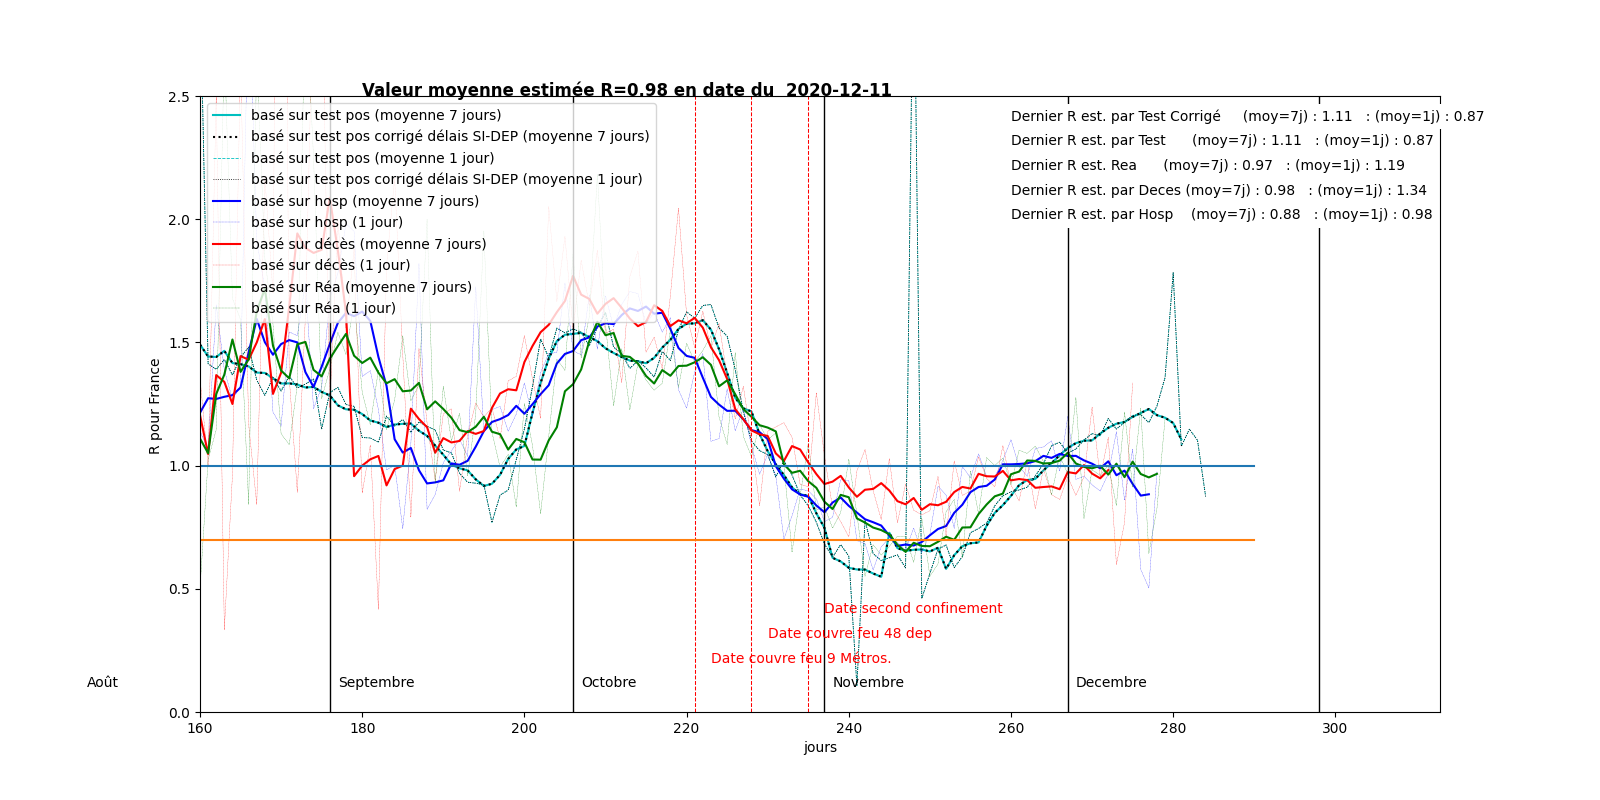 Valeur moyenne estimée R=0.98 en date du  2020-12-11
2.5
2.0
1.5
1.0
0.5
0.0
R pour France
basé sur test pos (moyenne 7 jours)
basé sur test pos corrigé délais SI-DEP (moyenne 7 jours)
basé sur test pos (moyenne 1 jour)
basé sur test pos corrigé délais SI-DEP (moyenne 1 jour)
basé sur hosp (moyenne 7 jours)
basé sur hosp (1 jour)
basé sur décès (moyenne 7 jours)
basé sur décès (1 jour)
basé sur Réa (moyenne 7 jours)
basé sur Réa (1 jour)
Dernier R est. par Test Corrigé     (moy=7j) : 1.11   : (moy=1j) : 0.87
Dernier R est. par Test      (moy=7j) : 1.11   : (moy=1j) : 0.87
Dernier R est. Rea      (moy=7j) : 0.97   : (moy=1j) : 1.19
Dernier R est. par Deces (moy=7j) : 0.98   : (moy=1j) : 1.34
Dernier R est. par Hosp    (moy=7j) : 0.88   : (moy=1j) : 0.98
Date second confinement
Date couvre feu 48 dep
Date couvre feu 9 Métros.
Août Septembre Octobre Novembre Decembre
160 180 200 220 240 260 280 300
jours